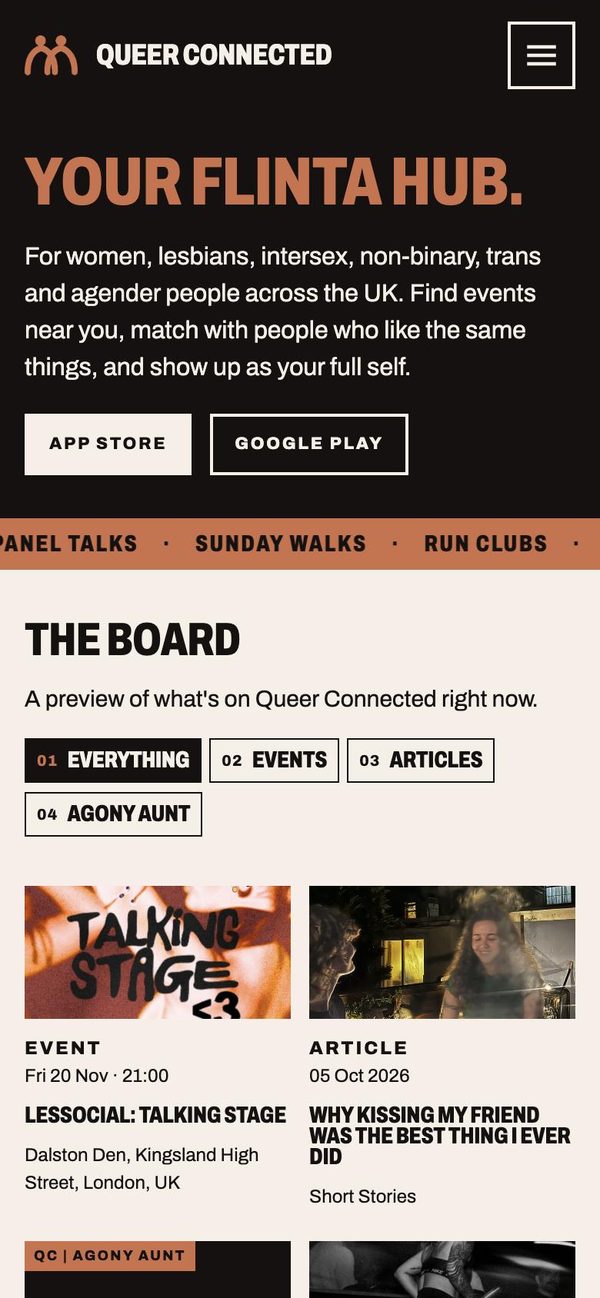 QUEER CONNECTED
YOUR FLINTA HUB.
For women, lesbians, intersex, non-binary, trans
and agender people across the UK. Find events
near you, match with people who like the same
things, and show up as your full self.
APP STORE
GOOGLE PLAY
PANEL TALKS · SUNDAY WALKS · RUN CLUBS ·
THE BOARD
A preview of what's on Queer Connected right now.
01 EVERYTHING
02 EVENTS
03 ARTICLES
04 AGONY AUNT
TALKING
STAGE
<3
EVENT
Fri 20 Nov · 21:00
LESSOCIAL: TALKING STAGE
Dalston Den, Kingsland High
Street, London, UK
ARTICLE
05 Oct 2026
WHY KISSING MY FRIEND
WAS THE BEST THING I EVER
DID
Short Stories
QC | AGONY AUNT